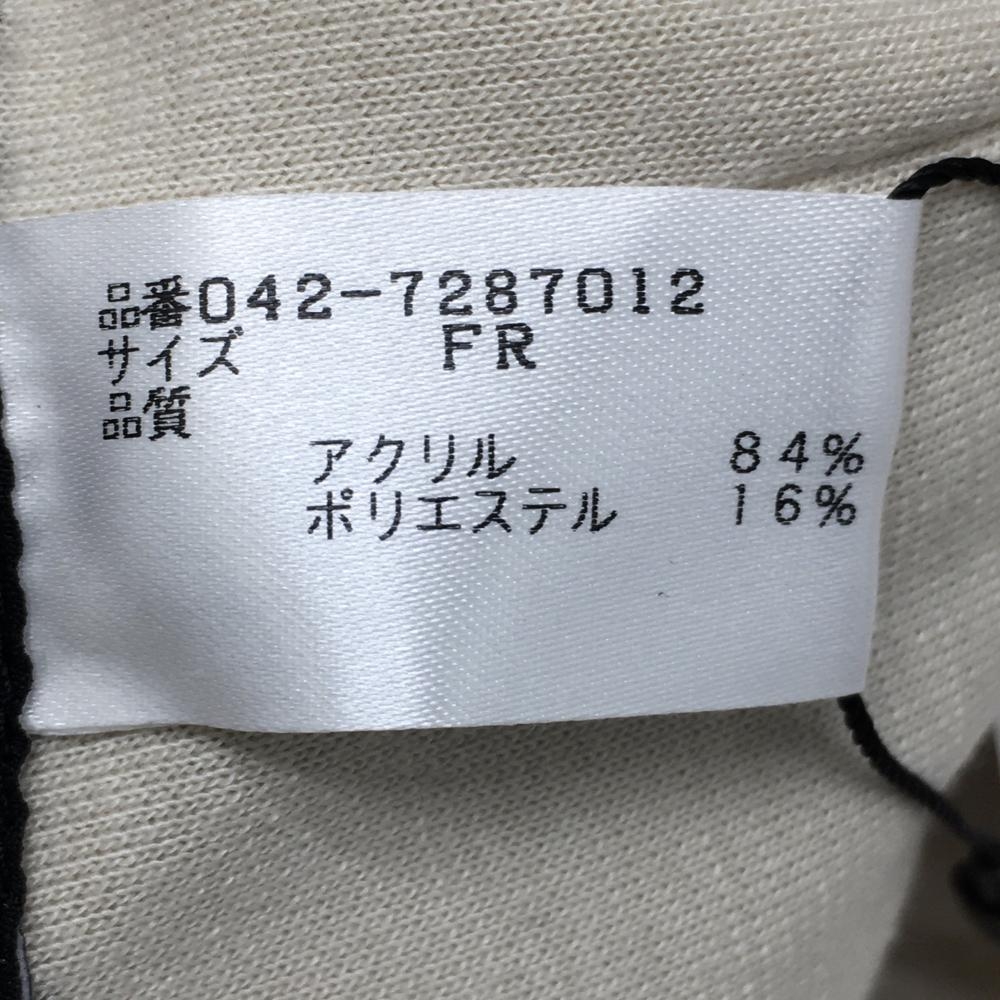 品番042-7287012
サイズ FR
品質
アクリル 84%
ポリエステル 16%